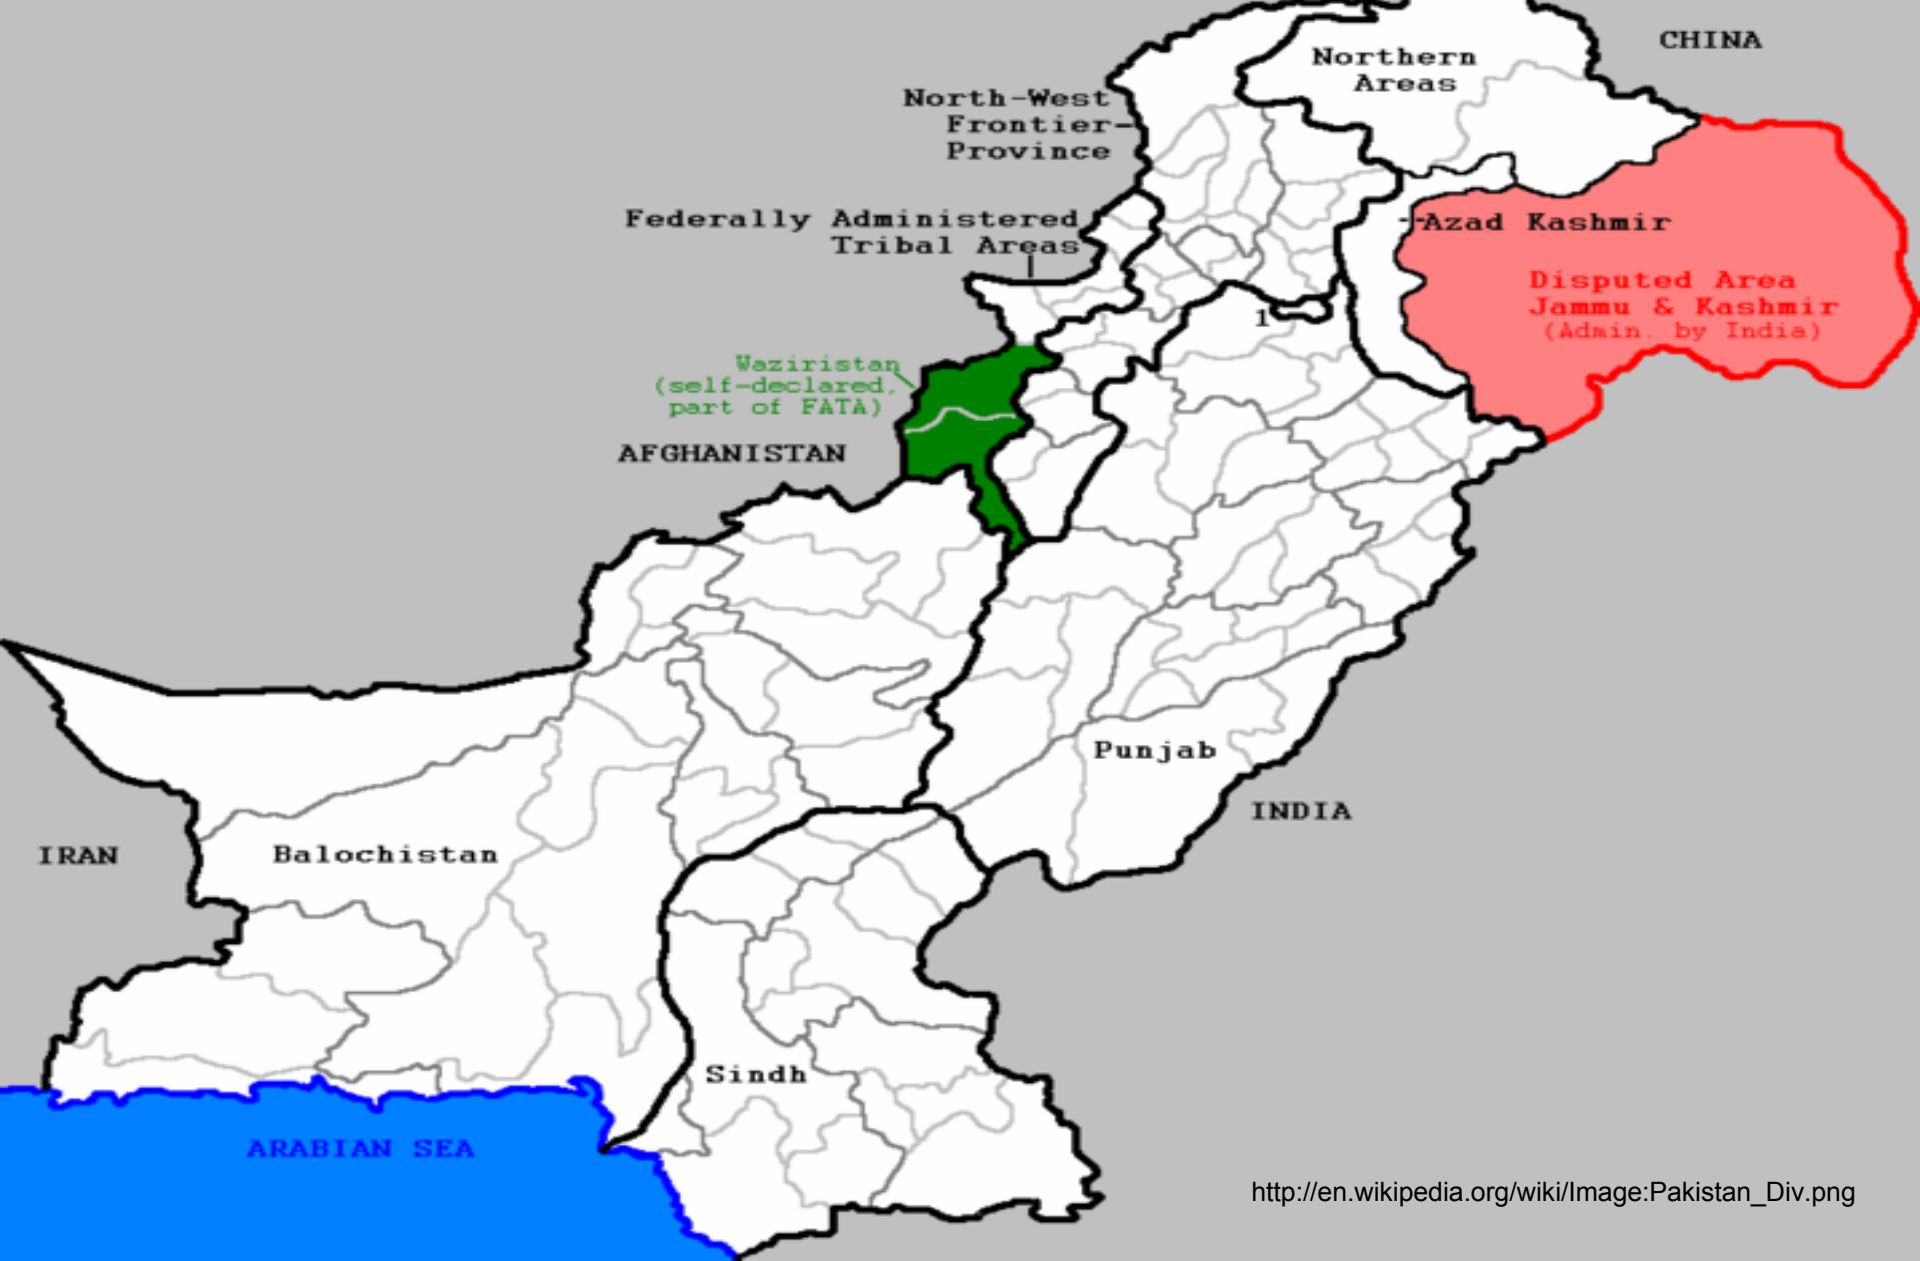 CHINA
Northern
Areas
North-West
Frontier-
Province
Federally Administered
Tribal Areas
-Azad Kashmir
Disputed Area
Jammu & Kashmir
(Admin. by India)
1
Waziristan
(self-declared,
part of FATA)
AFGHANISTAN
Punjab
INDIA
IRAN
Balochistan
Sindh
ARABIAN SEA
http://en.wikipedia.org/wiki/Image:Pakistan_Div.png